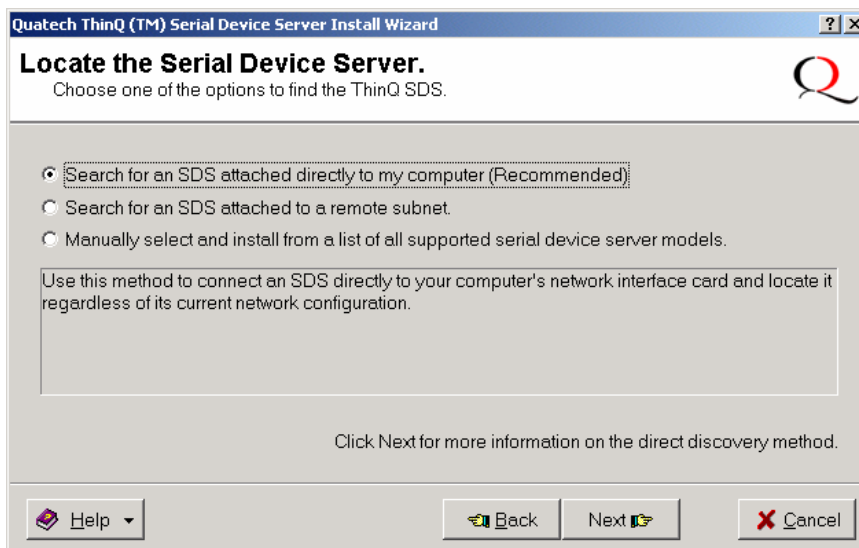 Quatech ThinQ (TM) Serial Device Server Install Wizard
Locate the Serial Device Server.
Choose one of the options to find the ThinQ SDS.
Search for an SDS attached directly to my computer (Recommended)
Search for an SDS attached to a remote subnet.
Manually select and install from a list of all supported serial device server models.
Use this method to connect an SDS directly to your computer's network interface card and locate it
regardless of its current network configuration.
Click Next for more information on the direct discovery method.
Help
Back
Next
Cancel